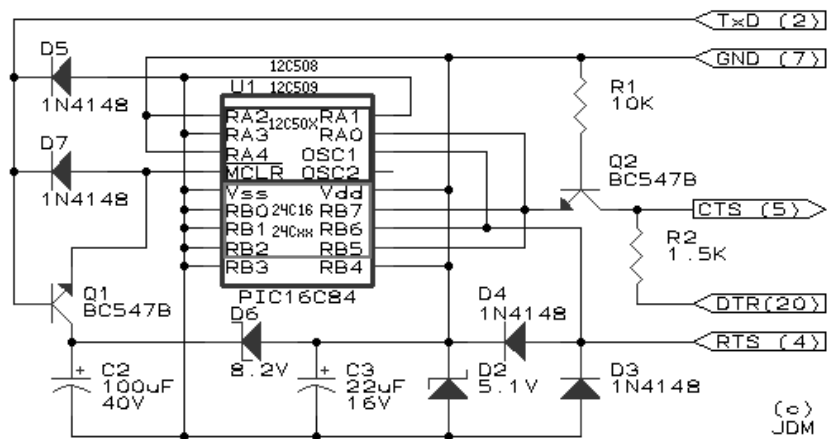 TxD (2)
GND (7)
D5
1N4148
12C508
12C509
U1
RA2 12C50X RA1
RA3 RA0
RA4 OSC1
MCLR OSC2
Vss Vdd
RB0 24C16 RB7
RB1 24Cxx RB6
RB2 RB5
RB3 RB4
PIC16C84
R1
10K
D7
1N4148
Q2
BC547B
CTS (5)
R2
1.5K
DTR(20)
RTS (4)
Q1
BC547B
D6
8.2V
D4
1N4148
C2
100uF
40V
C3
22uF
16V
D2
5.1V
D3
1N4148
(c)
JDM